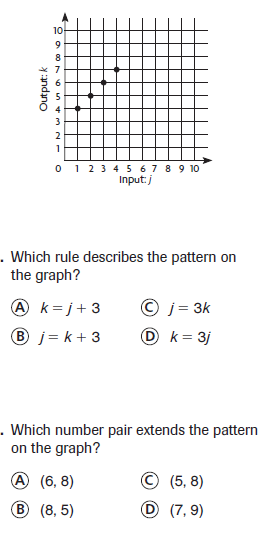 10
9
8
7
6
5
4
3
2
1
Output: k
0 1 2 3 4 5 6 7 8 9 10
Input: j
. Which rule describes the pattern on
the graph?
A k = j + 3 C j = 3k
B j = k + 3 D k = 3j
. Which number pair extends the pattern
on the graph?
A (6, 8) C (5, 8)
B (8, 5) D (7, 9)